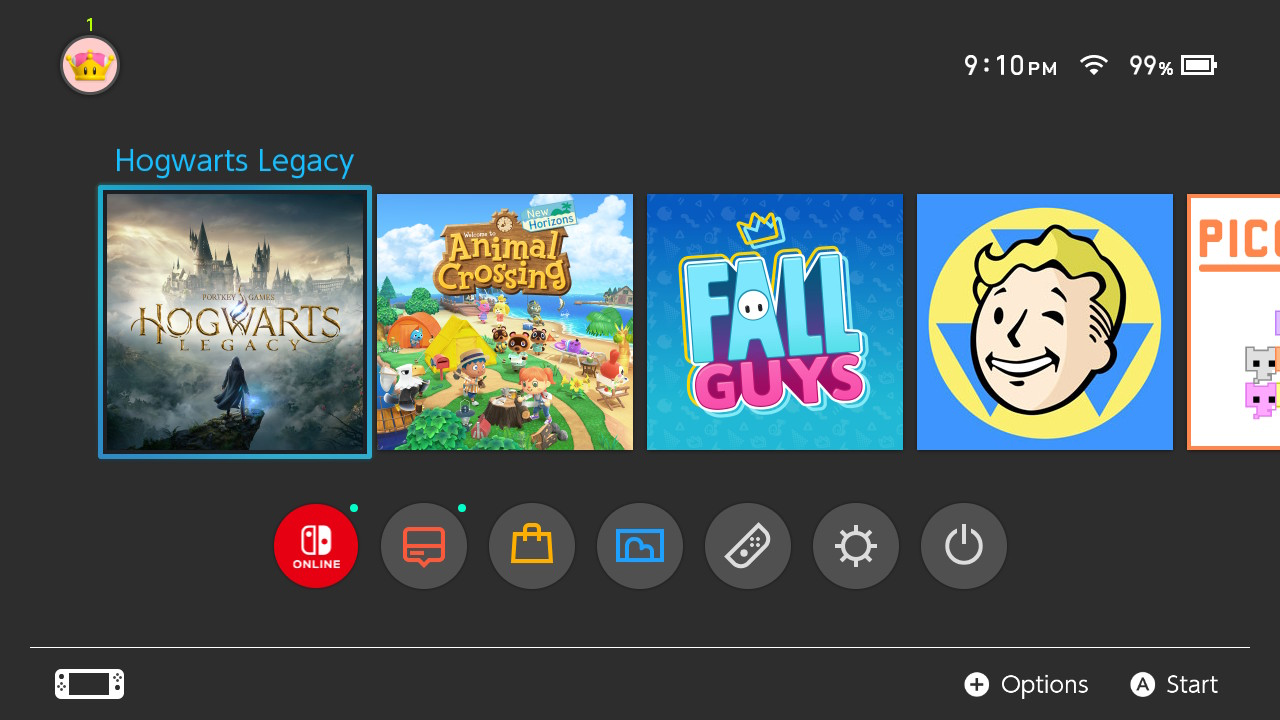 1
9:10PM
99%
Hogwarts Legacy
PORTKEY GAMES
HOGWARTS
LEGACY
New
Horizons
Welcome to
Animal
Crossing
FALL
GUYS
PICO
ONLINE
+ Options
A Start